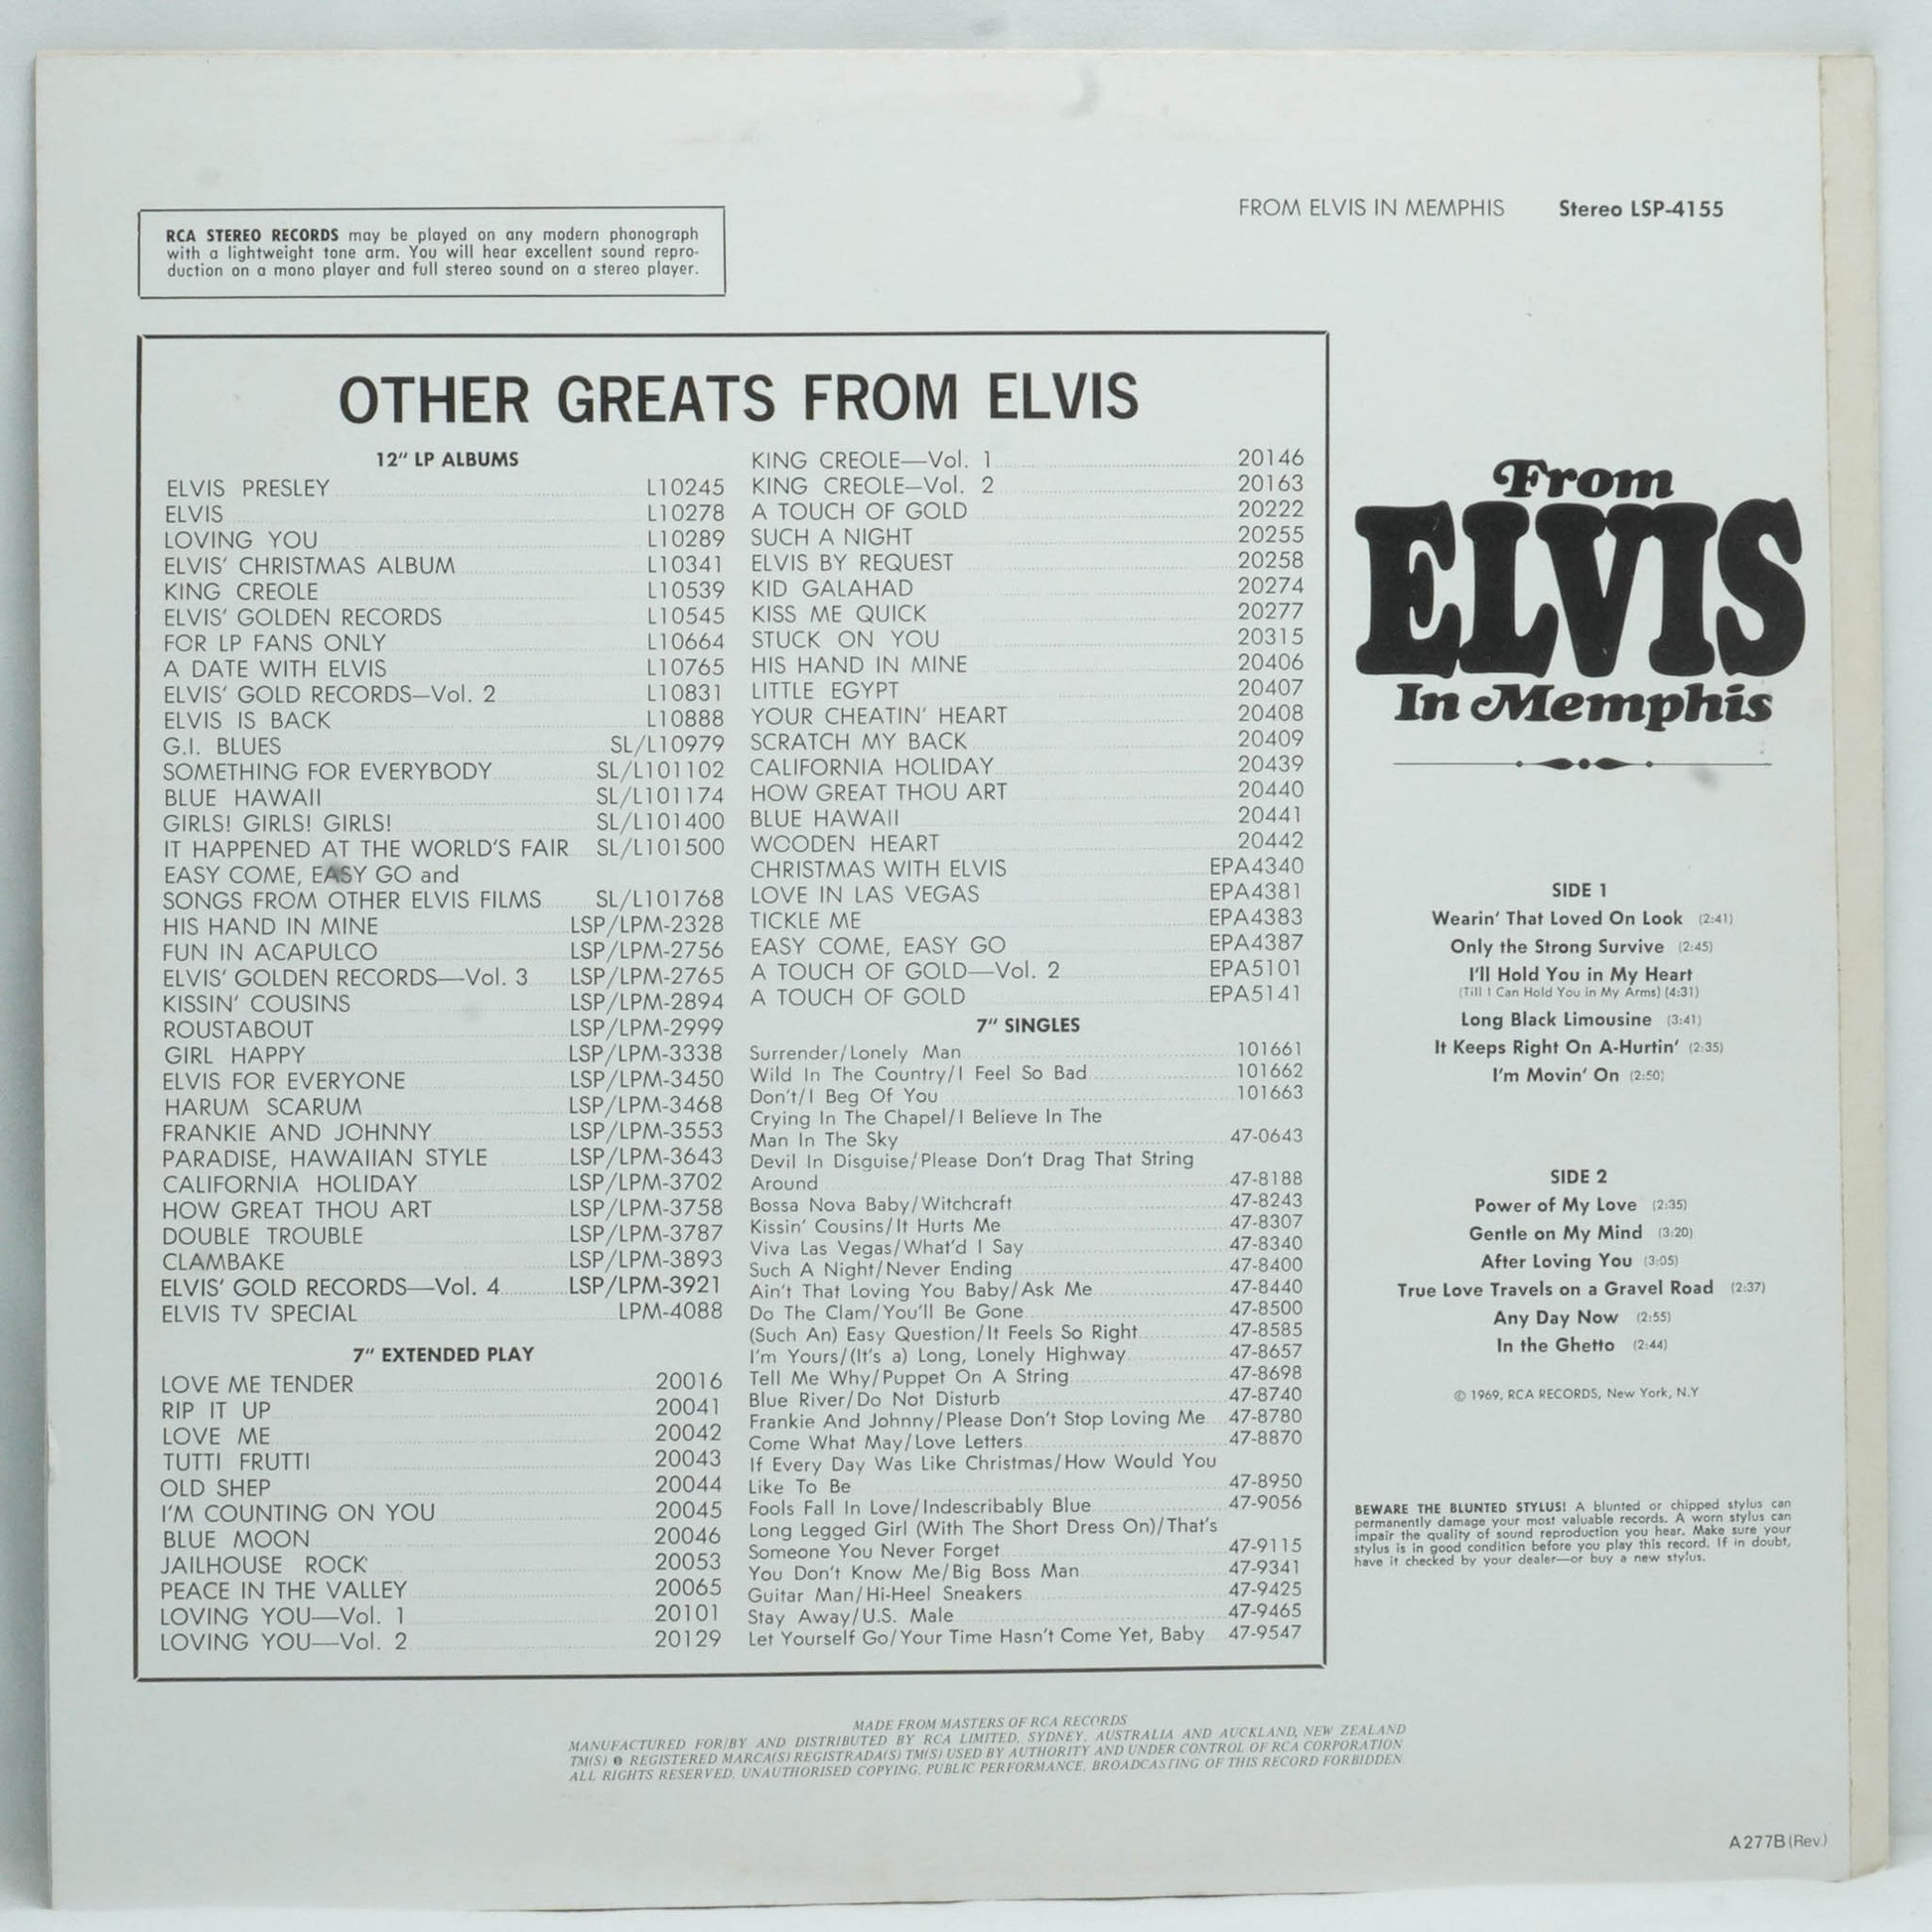 FROM ELVIS IN MEMPHIS Stereo LSP-4155
RCA STEREO RECORDS may be played on any modern phonograph
with a lightweight tone arm. You will hear excellent sound repro-
duction on a mono player and full stereo sound on a stereo player.
OTHER GREATS FROM ELVIS
12" LP ALBUMS
ELVIS PRESLEY L10245
ELVIS L10278
LOVING YOU L10289
ELVIS' CHRISTMAS ALBUM L10341
KING CREOLE L10539
ELVIS' GOLDEN RECORDS L10545
FOR LP FANS ONLY L10664
A DATE WITH ELVIS L10765
ELVIS' GOLD RECORDS—Vol. 2 L10831
ELVIS IS BACK L10888
G.I. BLUES SL/L10979
SOMETHING FOR EVERYBODY SL/L101102
BLUE HAWAII SL/L101174
GIRLS! GIRLS! GIRLS! SL/L101400
IT HAPPENED AT THE WORLD'S FAIR SL/L101500
EASY COME, EASY GO and
SONGS FROM OTHER ELVIS FILMS SL/L101768
HIS HAND IN MINE LSP/LPM-2328
FUN IN ACAPULCO LSP/LPM-2756
ELVIS' GOLDEN RECORDS—Vol. 3 LSP/LPM-2765
KISSIN' COUSINS LSP/LPM-2894
ROUSTABOUT LSP/LPM-2999
GIRL HAPPY LSP/LPM-3338
ELVIS FOR EVERYONE LSP/LPM-3450
HARUM SCARUM LSP/LPM-3468
FRANKIE AND JOHNNY LSP/LPM-3553
PARADISE, HAWAIIAN STYLE LSP/LPM-3643
CALIFORNIA HOLIDAY LSP/LPM-3702
HOW GREAT THOU ART LSP/LPM-3758
DOUBLE TROUBLE LSP/LPM-3787
CLAMBAKE LSP/LPM-3893
ELVIS' GOLD RECORDS—Vol. 4 LSP/LPM-3921
ELVIS TV SPECIAL LPM-4088
7" EXTENDED PLAY
LOVE ME TENDER 20016
RIP IT UP 20041
LOVE ME 20042
TUTTI FRUTTI 20043
OLD SHEP 20044
I'M COUNTING ON YOU 20045
BLUE MOON 20046
JAILHOUSE ROCK 20053
PEACE IN THE VALLEY 20065
LOVING YOU—Vol. 1 20101
LOVING YOU—Vol. 2 20129
KING CREOLE—Vol. 1 20146
KING CREOLE—Vol. 2 20163
A TOUCH OF GOLD 20222
SUCH A NIGHT 20255
ELVIS BY REQUEST 20258
KID GALAHAD 20274
KISS ME QUICK 20277
STUCK ON YOU 20315
HIS HAND IN MINE 20406
LITTLE EGYPT 20407
YOUR CHEATIN' HEART 20408
SCRATCH MY BACK 20409
CALIFORNIA HOLIDAY 20439
HOW GREAT THOU ART 20440
BLUE HAWAII 20441
WOODEN HEART 20442
CHRISTMAS WITH ELVIS EPA4340
LOVE IN LAS VEGAS EPA4381
TICKLE ME EPA4383
EASY COME, EASY GO EPA4387
A TOUCH OF GOLD—Vol. 2 EPA5101
A TOUCH OF GOLD EPA5141
7" SINGLES
Surrender/Lonely Man 101661
Wild In The Country/I Feel So Bad 101662
Don't/I Beg Of You 101663
Crying In The Chapel/I Believe In The
Man In The Sky 47-0643
Devil In Disguise/Please Don't Drag That String
Around 47-8188
Bossa Nova Baby/Witchcraft 47-8243
Kissin' Cousins/It Hurts Me 47-8307
Viva Las Vegas/What'd I Say 47-8340
Such A Night/Never Ending 47-8400
Ain't That Loving You Baby/Ask Me 47-8440
Do The Clam/You'll Be Gone 47-8500
(Such An) Easy Question/It Feels So Right 47-8585
I'm Yours/(It's a) Long, Lonely Highway 47-8657
Tell Me Why/Puppet On A String 47-8698
Blue River/Do Not Disturb 47-8740
Frankie And Johnny/Please Don't Stop Loving Me 47-8780
Come What May/Love Letters 47-8870
If Every Day Was Like Christmas/How Would You
Like To Be 47-8950
Fools Fall In Love/Indescribably Blue 47-9056
Long Legged Girl (With The Short Dress On)/That's
Someone You Never Forget 47-9115
You Don't Know Me/Big Boss Man 47-9341
Guitar Man/Hi-Heel Sneakers 47-9425
Stay Away/U.S. Male 47-9465
Let Yourself Go/Your Time Hasn't Come Yet, Baby 47-9547
From
ELVIS
In Memphis
SIDE 1
Wearin' That Loved On Look (2:41)
Only the Strong Survive (2:45)
I'll Hold You in My Heart
(Till I Can Hold You in My Arms) (4:31)
Long Black Limousine (3:41)
It Keeps Right On A-Hurtin' (2:35)
I'm Movin' On (2:50)
SIDE 2
Power of My Love (2:35)
Gentle on My Mind (3:20)
After Loving You (3:05)
True Love Travels on a Gravel Road (2:37)
Any Day Now (2:55)
In the Ghetto (2:44)
© 1969, RCA RECORDS, New York, N.Y
BEWARE THE BLUNTED STYLUS! A blunted or chipped stylus can
permanently damage your most valuable records. A worn stylus can
impair the quality of sound reproduction you hear. Make sure your
stylus is in good condition before you play this record. If in doubt,
have it checked by your dealer—or buy a new stylus.
MADE FROM MASTERS OF RCA RECORDS
MANUFACTURED FOR/BY AND DISTRIBUTED BY RCA LIMITED, SYDNEY, AUSTRALIA AND AUCKLAND, NEW ZEALAND
TM(S) ® REGISTERED MARCA(S) REGISTRADA(S) TM(S) USED BY AUTHORITY AND UNDER CONTROL OF RCA CORPORATION
ALL RIGHTS RESERVED. UNAUTHORISED COPYING, PUBLIC PERFORMANCE, BROADCASTING OF THIS RECORD FORBIDDEN
A277B (Rev.)